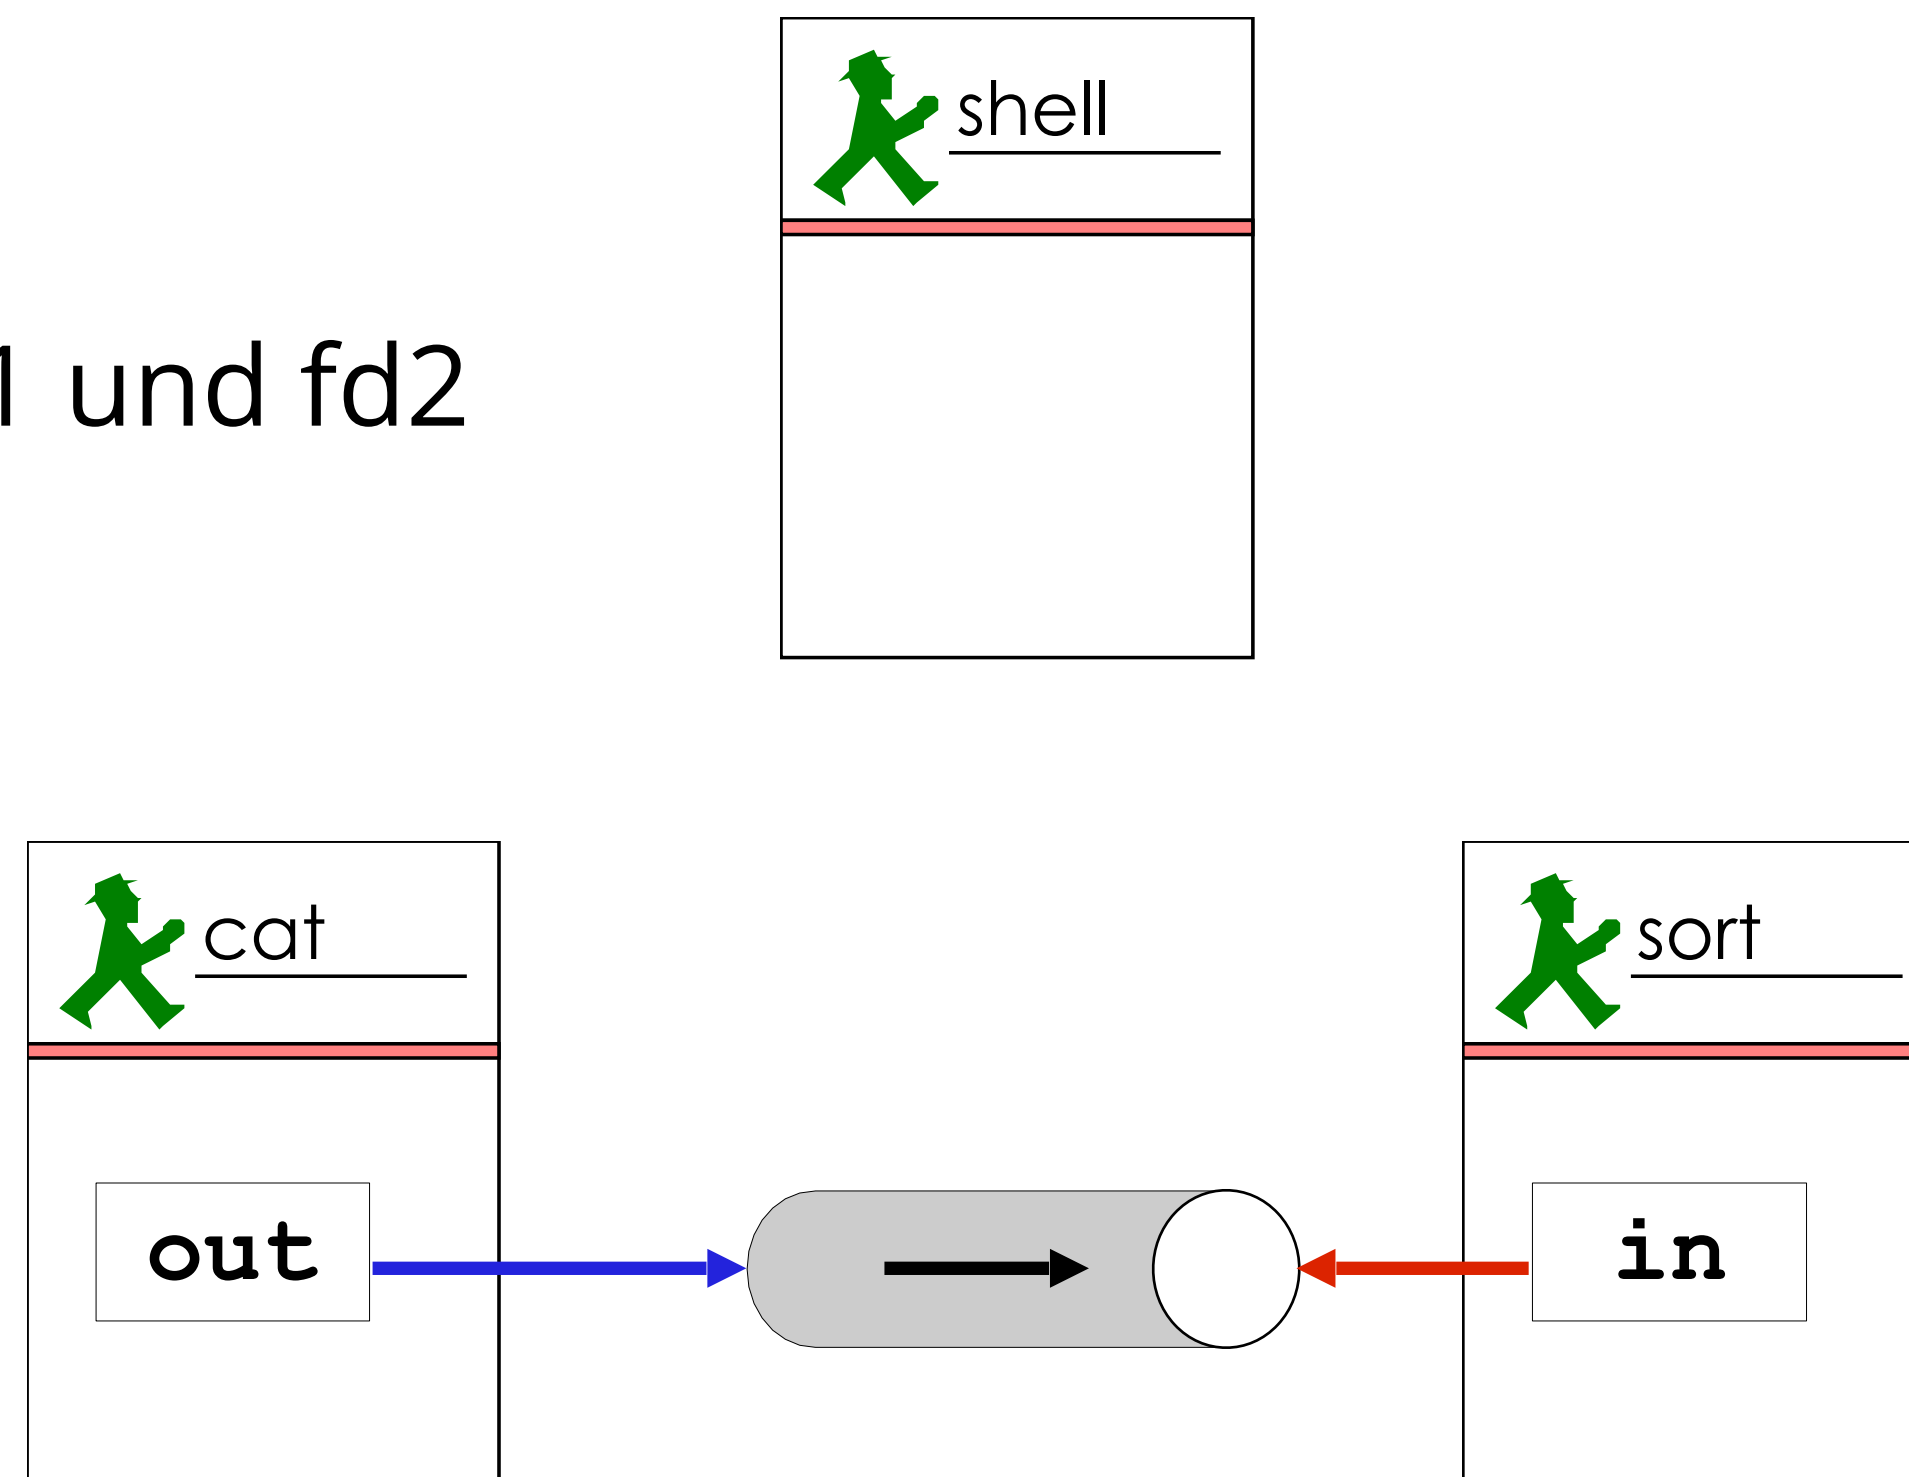 shell
1 und fd2
cat
sort
out
in